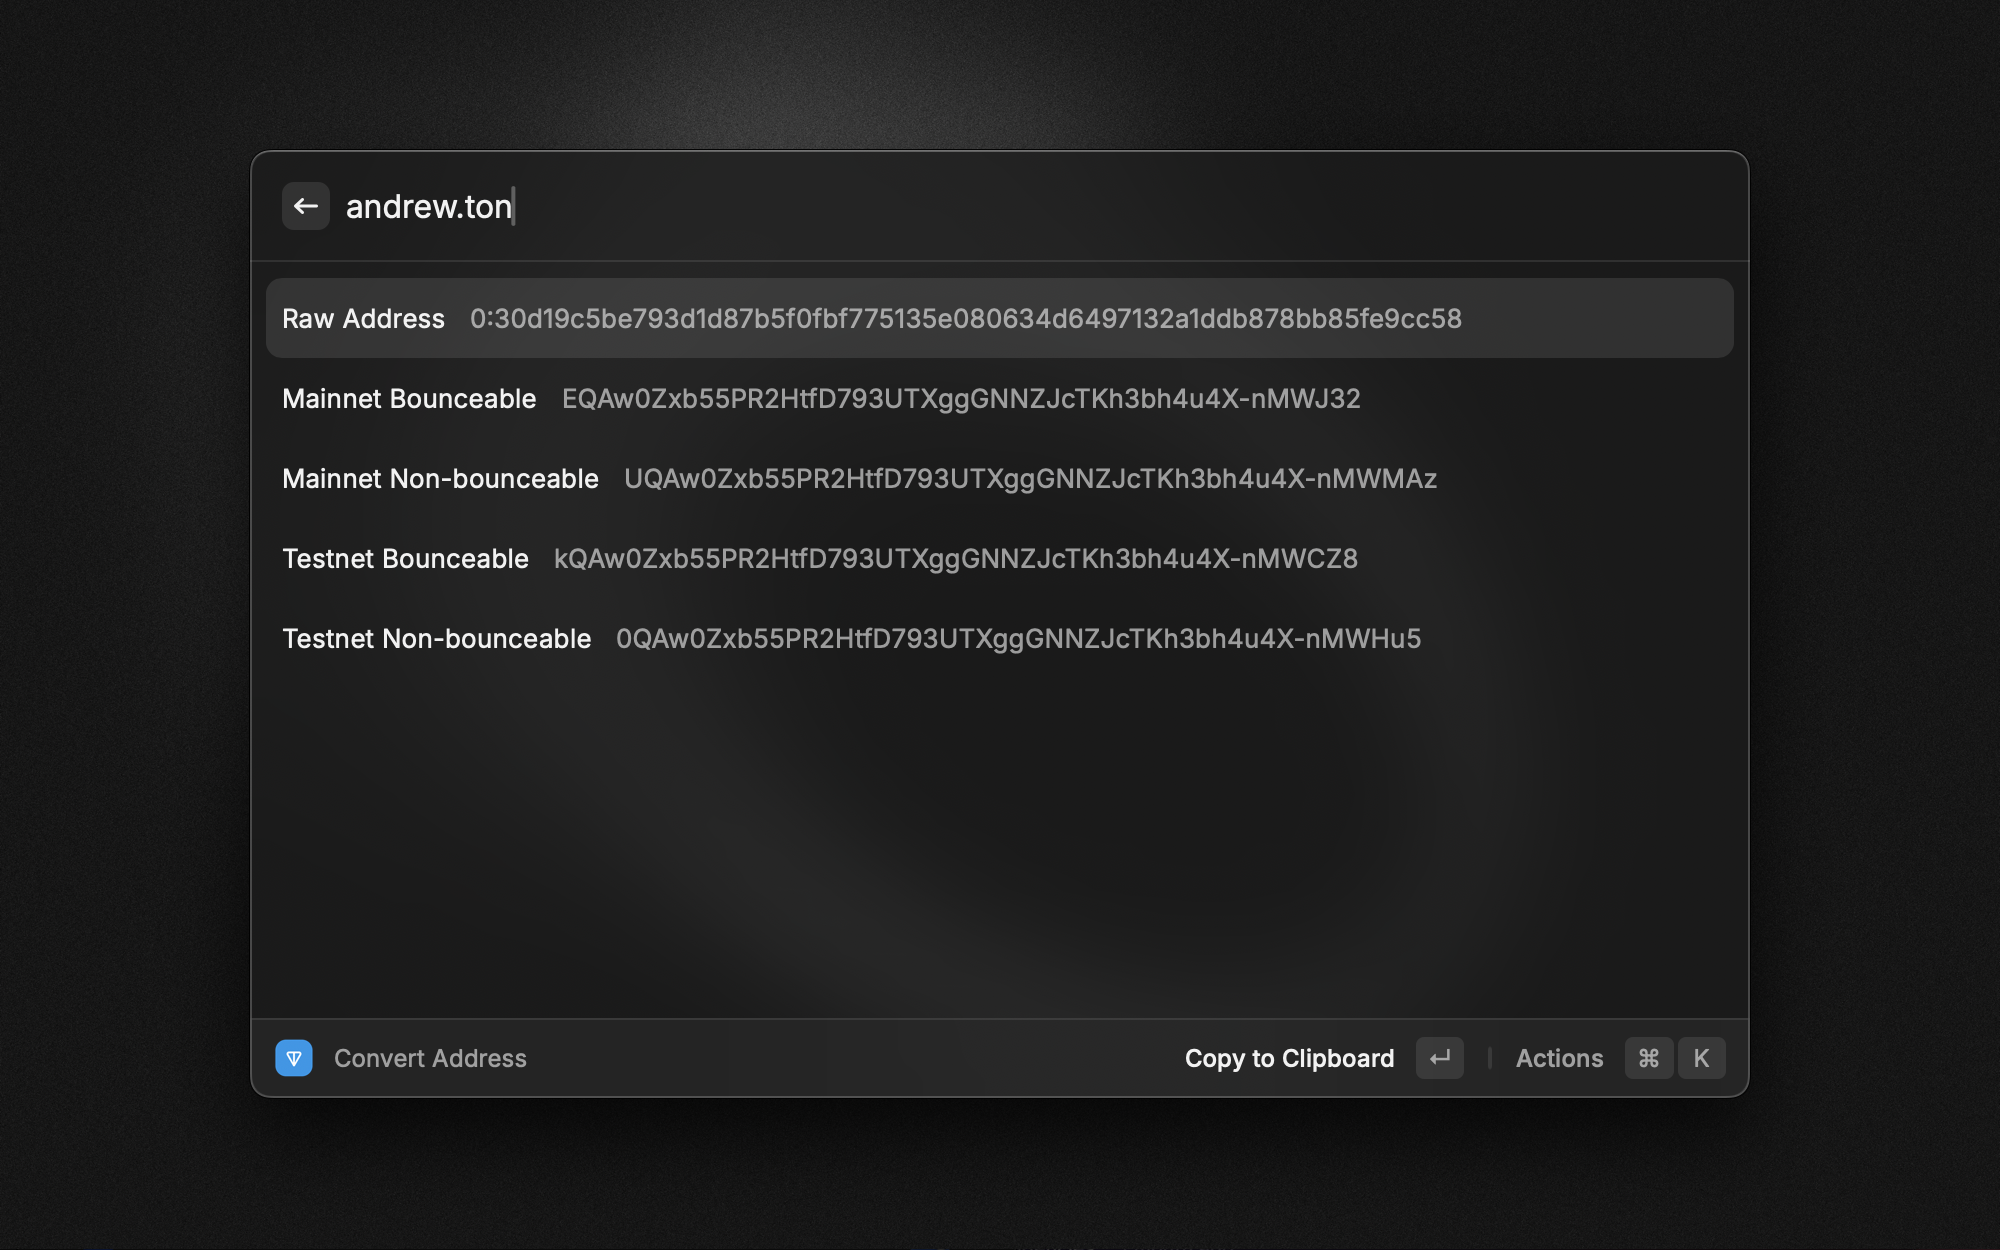 andrew.ton
Raw Address 0:30d19c5be793d1d87b5f0fbf775135e080634d6497132a1ddb878bb85fe9cc58
Mainnet Bounceable EQAw0Zxb55PR2HtfD793UTXggGNNZJcTKh3bh4u4X-nMWJ32
Mainnet Non-bounceable UQAw0Zxb55PR2HtfD793UTXggGNNZJcTKh3bh4u4X-nMWMAz
Testnet Bounceable kQAw0Zxb55PR2HtfD793UTXggGNNZJcTKh3bh4u4X-nMWCZ8
Testnet Non-bounceable 0QAw0Zxb55PR2HtfD793UTXggGNNZJcTKh3bh4u4X-nMWHu5
Convert Address Copy to Clipboard ↵ Actions ⌘ K